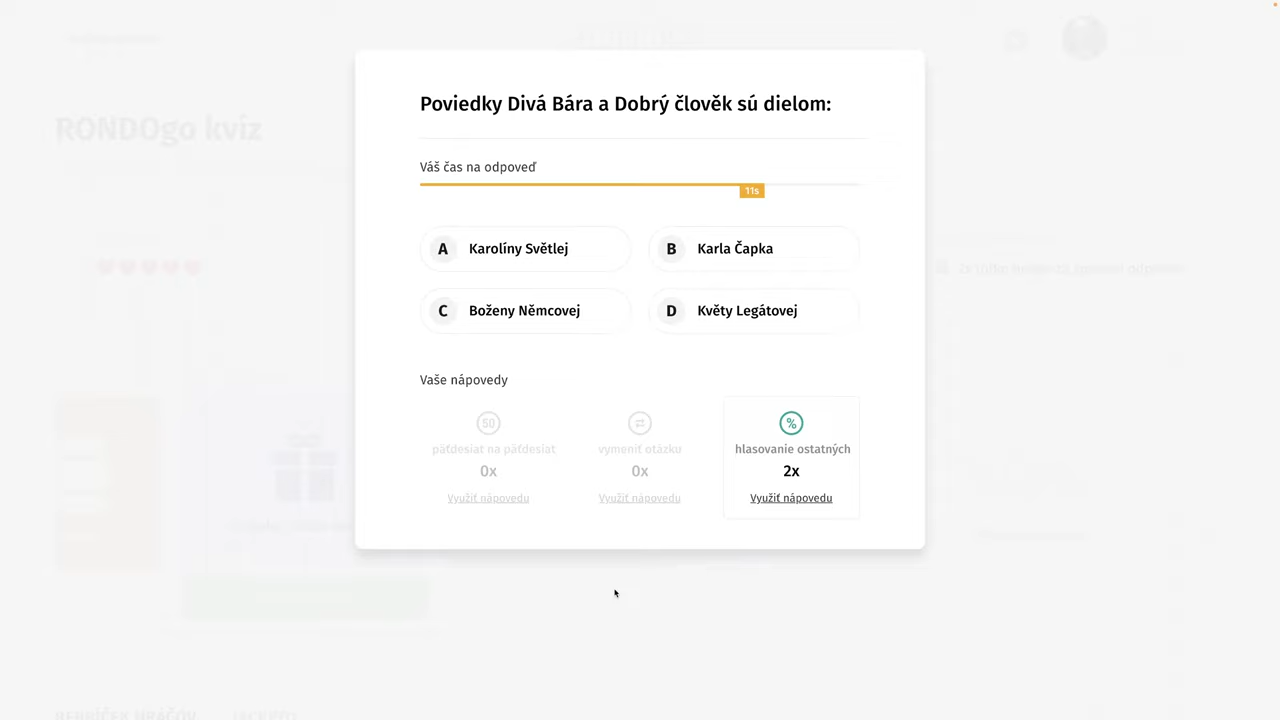 RONDOgo kvíz
Poviedky Divá Bára a Dobrý člověk sú dielom:
Váš čas na odpoveď
11s
A Karolíny Světlej
B Karla Čapka
C Boženy Němcovej
D Květy Legátovej
Vaše nápovedy
50
päťdesiat na päťdesiat
0x
Využiť nápovedu
vymeniť otázku
0x
Využiť nápovedu
%
hlasovanie ostatných
2x
Využiť nápovedu